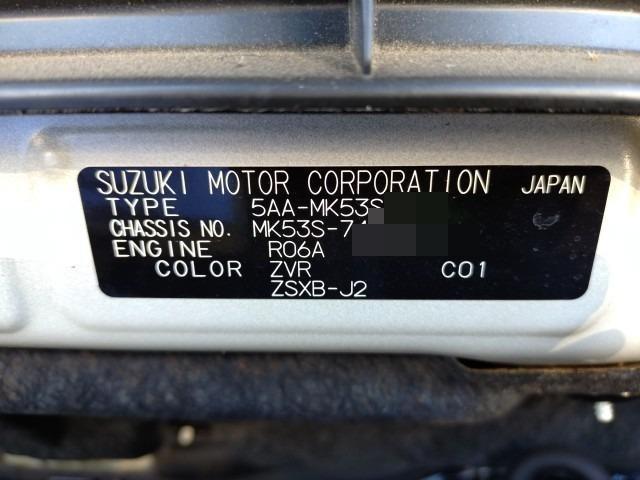 SUZUKI MOTOR CORPORATION JAPAN
TYPE 5AA-MK53S
CHASSIS NO. MK53S-7
ENGINE R06A
COLOR ZVR C01
ZSXB-J2